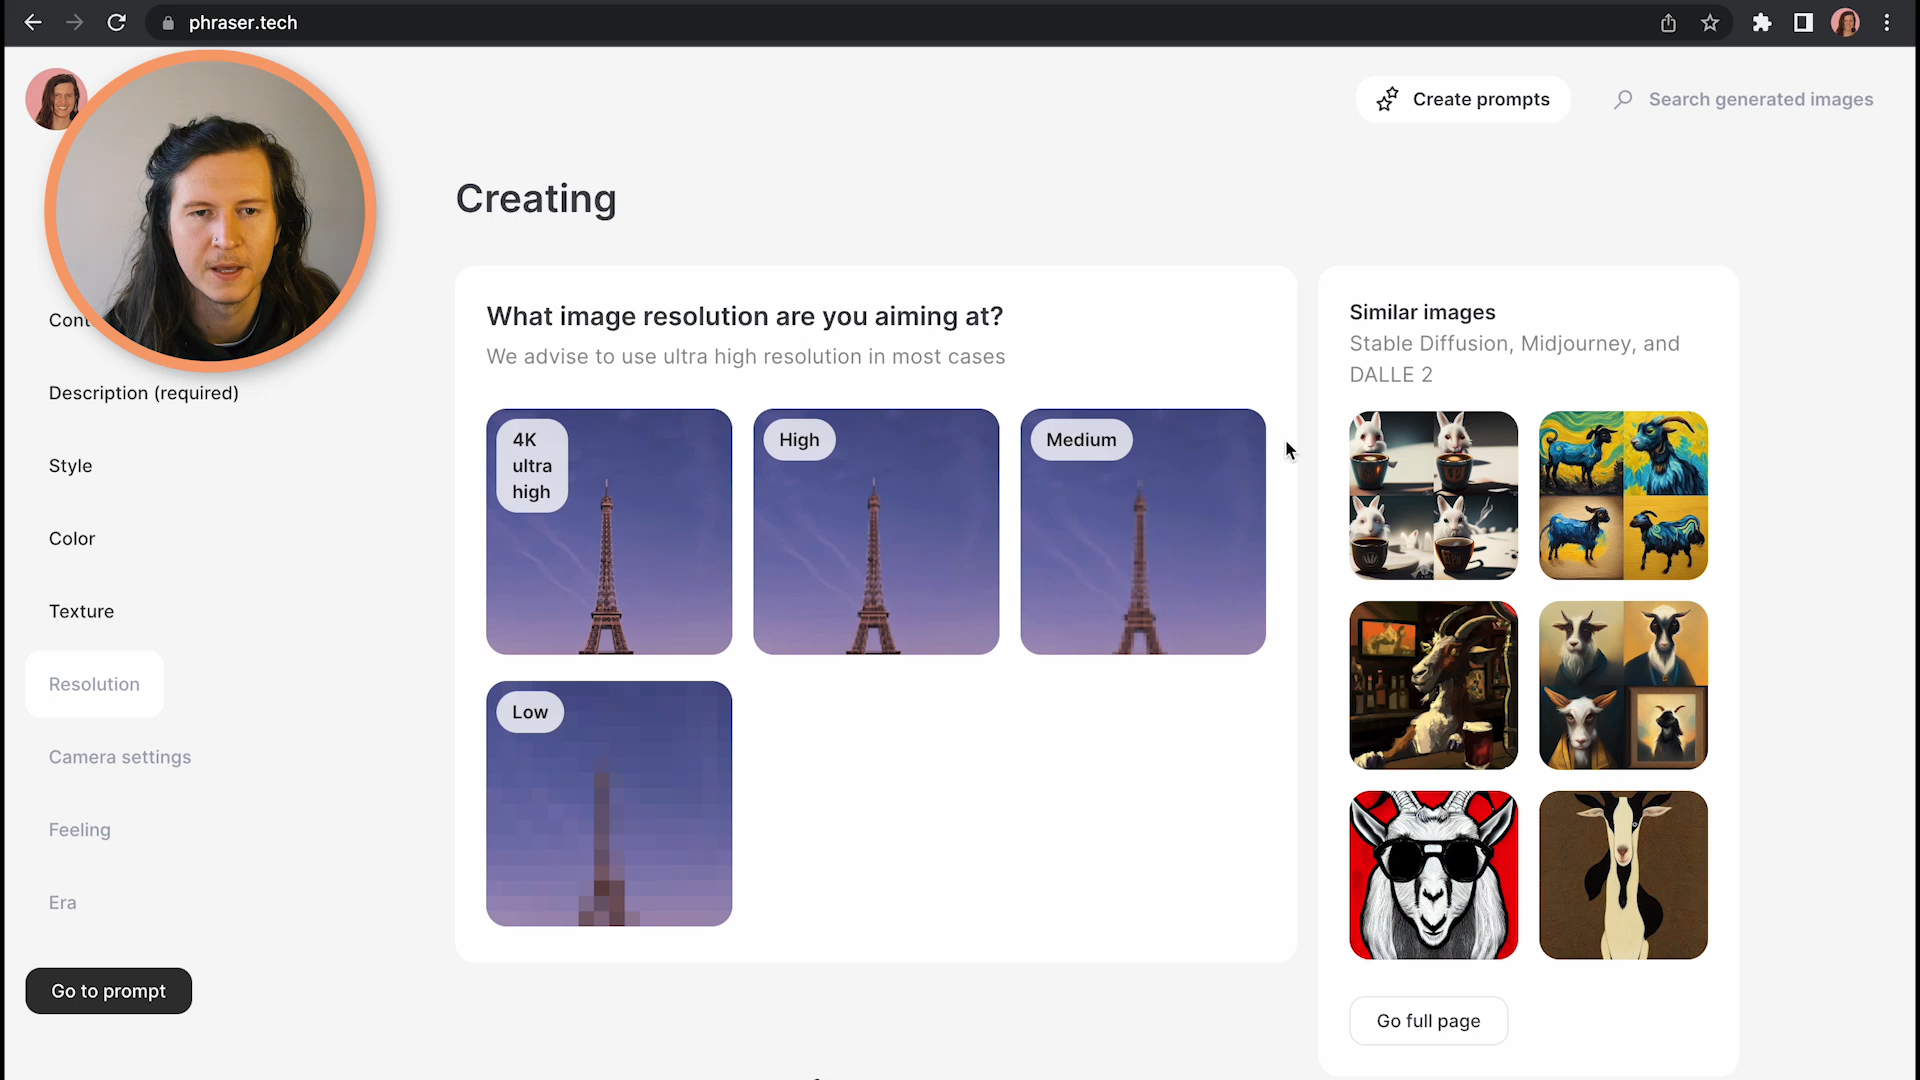 phraser.tech
Create prompts
Search generated images
Creating
Cont
Description (required)
Style
Color
Texture
Resolution
Camera settings
Feeling
Era
Go to prompt
What image resolution are you aiming at?
We advise to use ultra high resolution in most cases
4K
ultra
high
High
Medium
Low
Similar images
Stable Diffusion, Midjourney, and
DALLE 2
Go full page